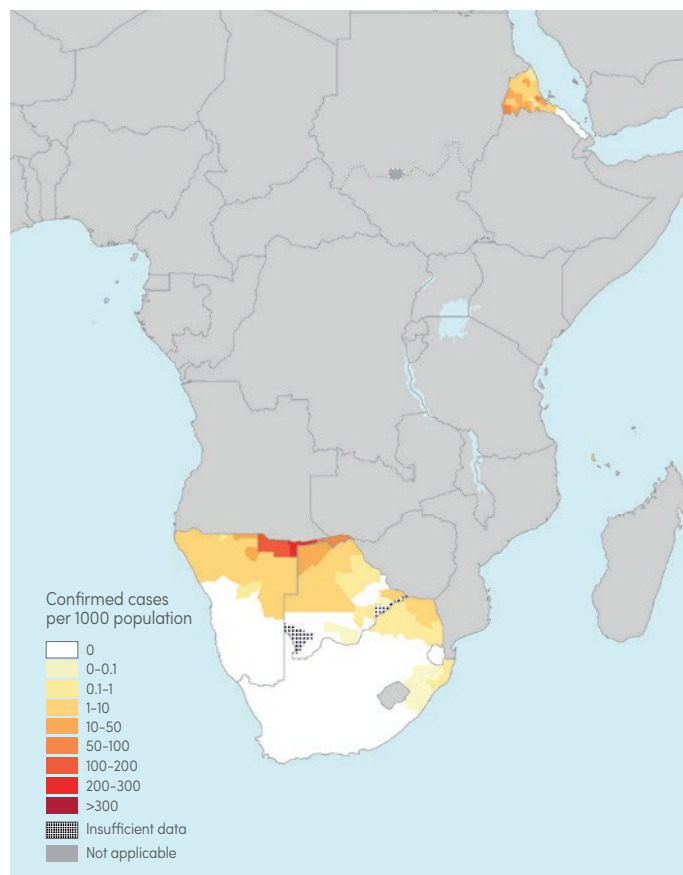 Confirmed cases
per 1000 population
0
0–0.1
0.1–1
1–10
10–50
50–100
100–200
200–300
>300
Insufficient data
Not applicable